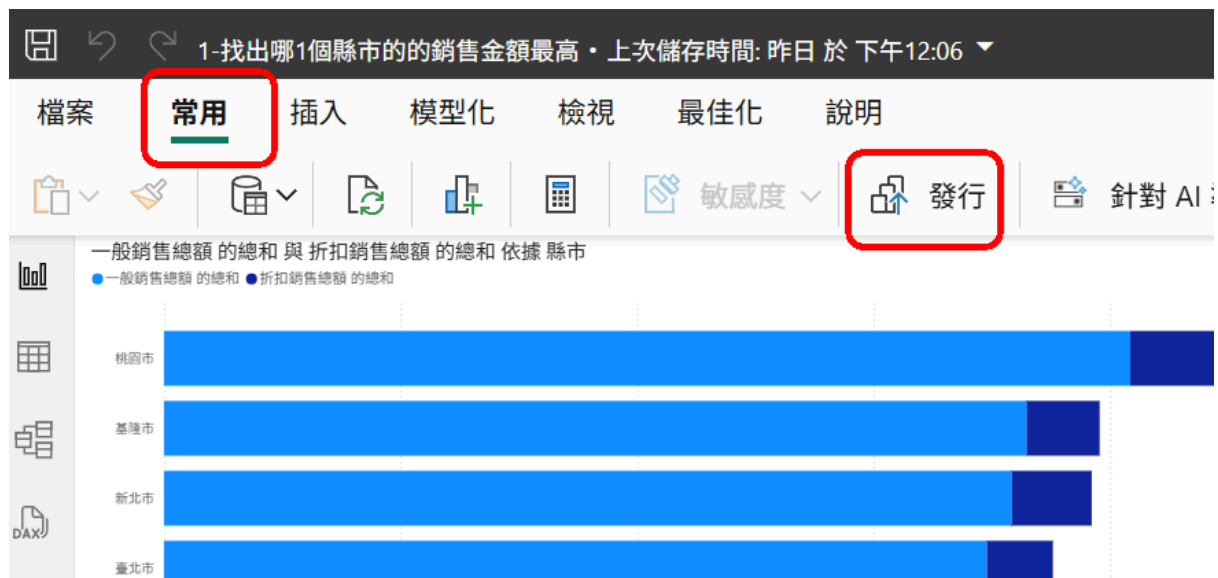 1-找出哪1個縣市的的銷售金額最高・上次儲存時間: 昨日 於 下午12:06
檔案 常用 插入 模型化 檢視 最佳化 說明
敏感度 發行 針對 AI
一般銷售總額 的總和 與 折扣銷售總額 的總和 依據 縣市
一般銷售總額 的總和 折扣銷售總額 的總和
桃園市
基隆市
新北市
DAX
臺北市